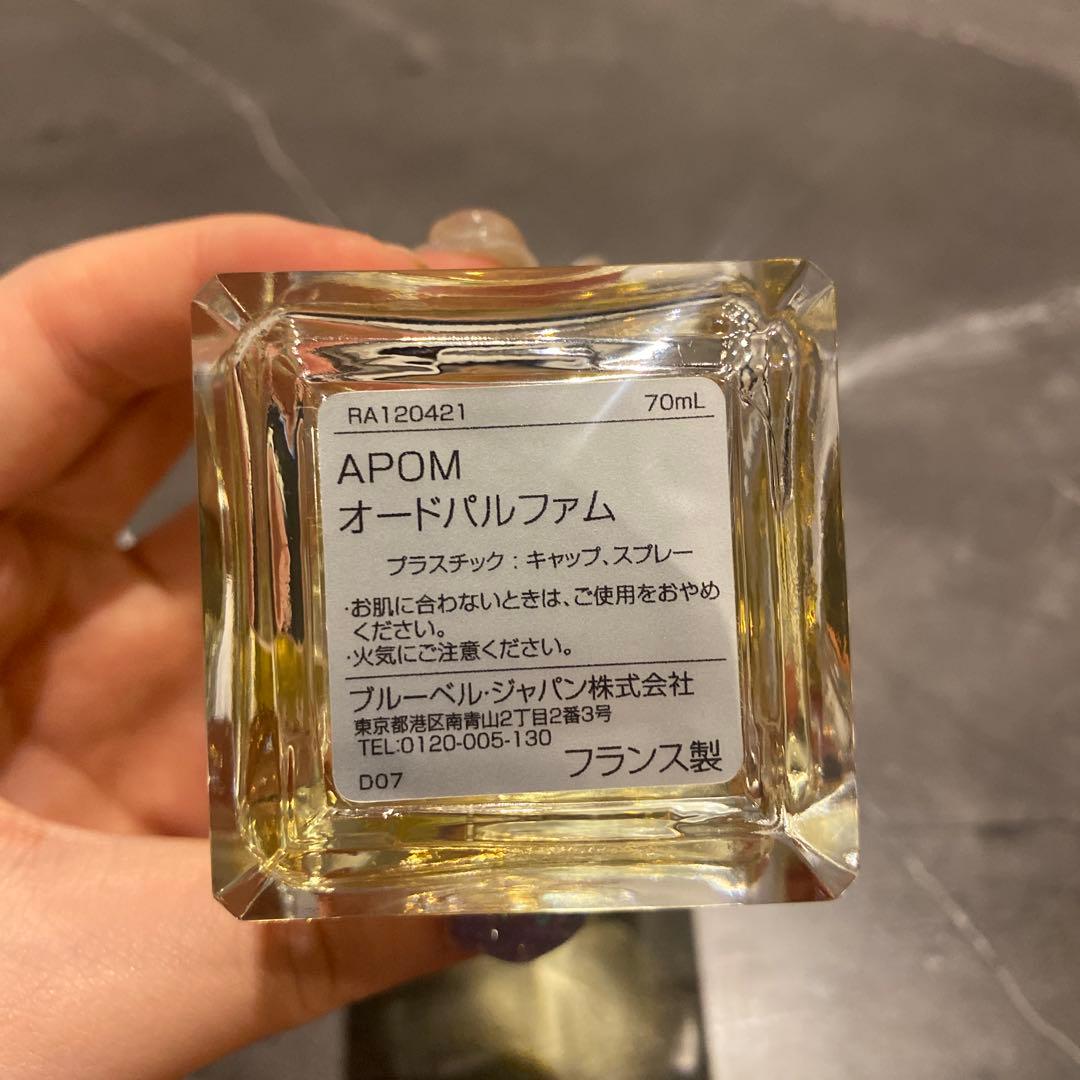 RA120421 70mL
APOM
オードパルファム
プラスチック：キャップ、スプレー
・お肌に合わないときは、ご使用をおやめ
ください。
・火気にご注意ください。
ブルーベル・ジャパン株式会社
東京都港区南青山2丁目2番3号
TEL:0120-005-130
フランス製
D07